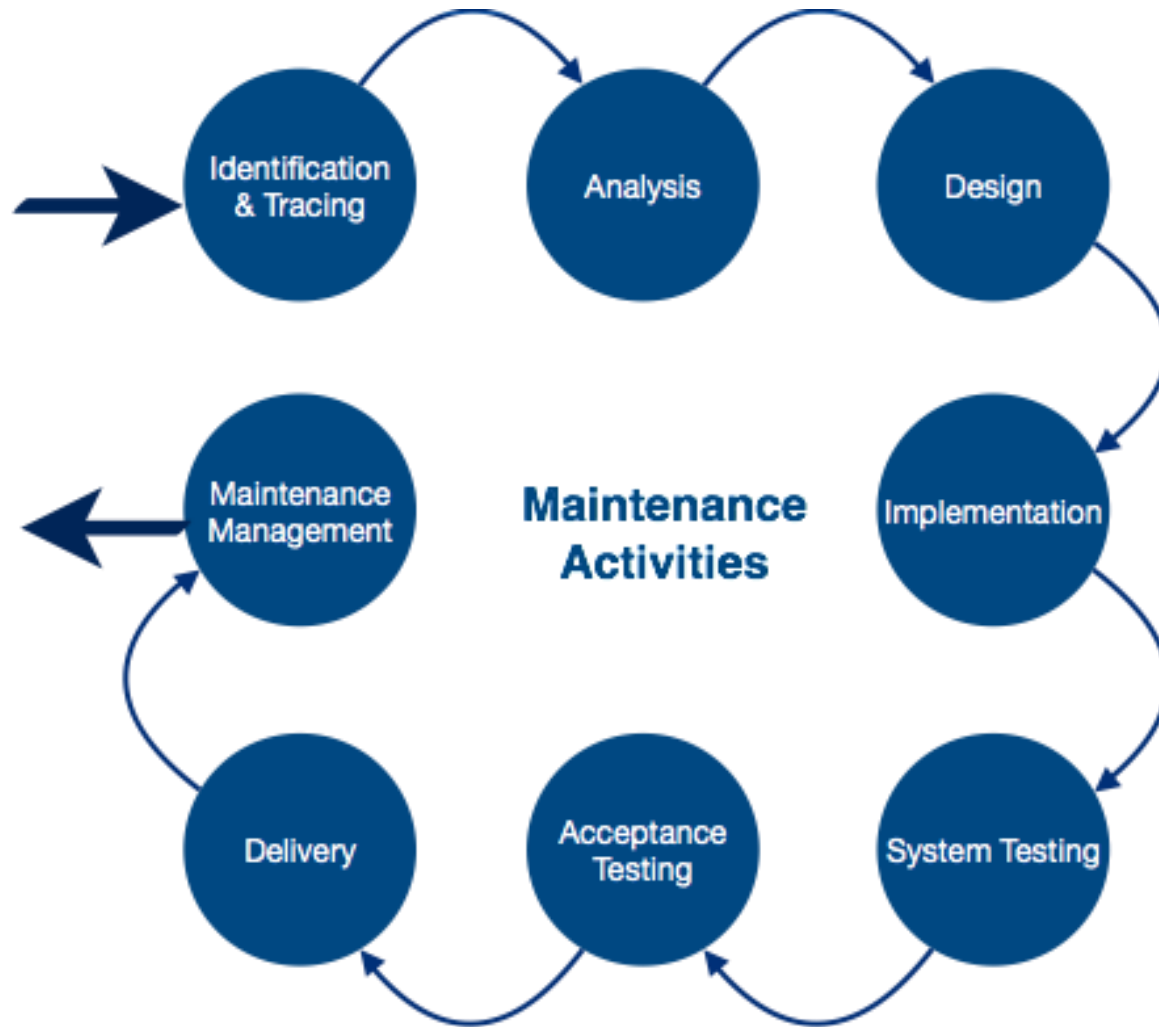 Identification
& Tracing
Analysis
Design
Implementation
System Testing
Acceptance
Testing
Delivery
Maintenance
Management
Maintenance
Activities